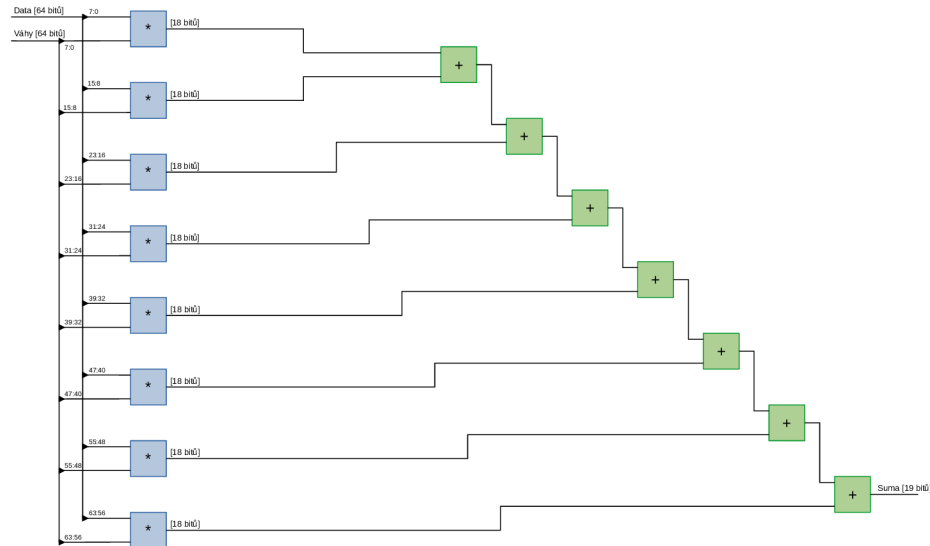 Data [64 bitů]
7:0
*
[18 bitů]
Váhy [64 bitů]
7:0
+
15:8
*
[18 bitů]
15:8
+
23:16
*
[18 bitů]
23:16
+
31:24
*
[18 bitů]
31:24
+
39:32
*
[18 bitů]
39:32
+
47:40
*
[18 bitů]
47:40
+
55:48
*
[18 bitů]
55:48
+
Suma [19 bitů]
63:56
*
[18 bitů]
63:56